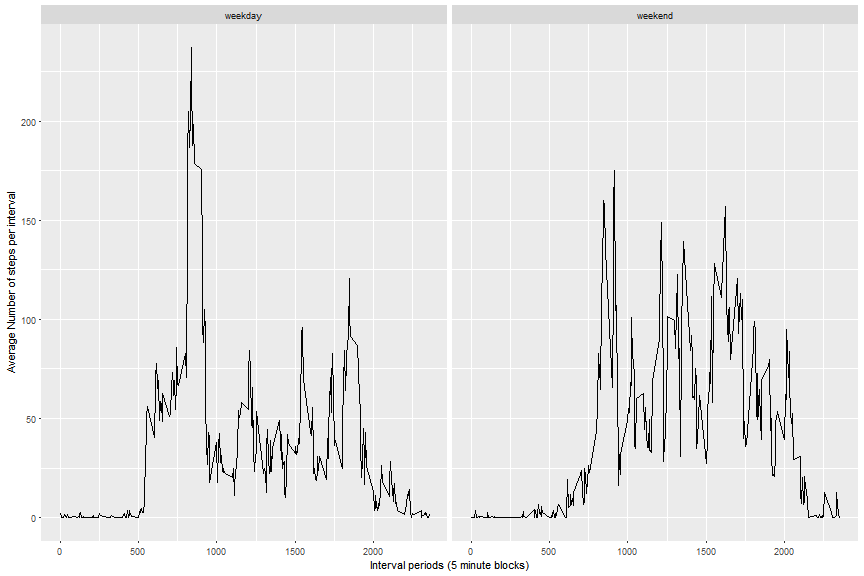 weekday weekend
Average Number of steps per interval
200
150
100
50
0
0 500 1000 1500 2000 0 500 1000 1500 2000
Interval periods (5 minute blocks)